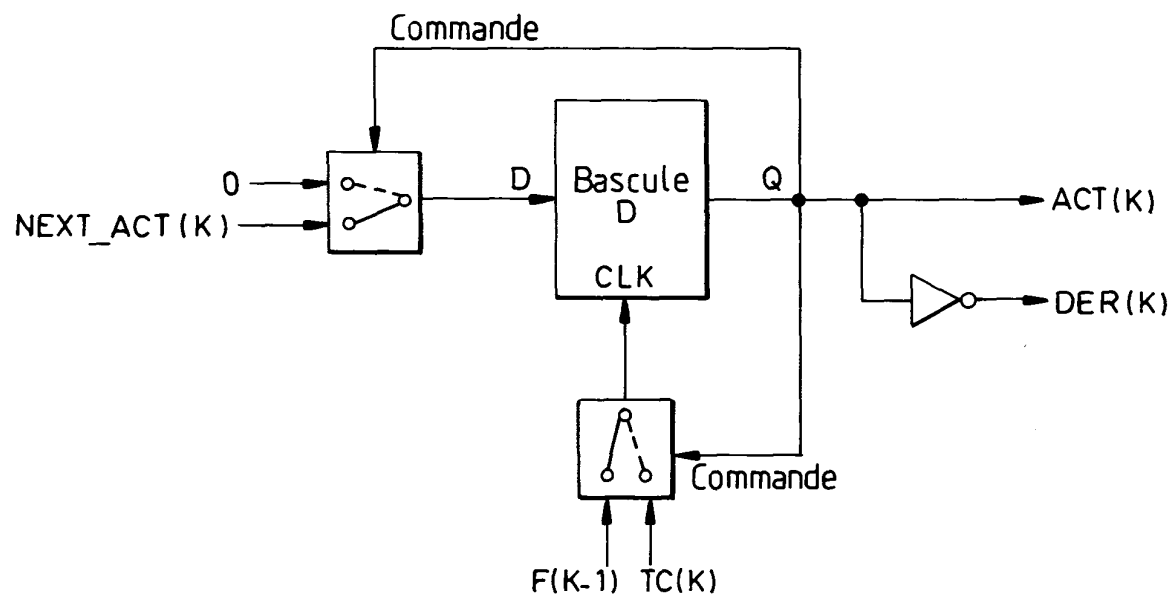 Commande
0
NEXT_ACT(K)
D
Bascule
D
CLK
Q
ACT(K)
DER(K)
Commande
F(K-1)
TC(K)